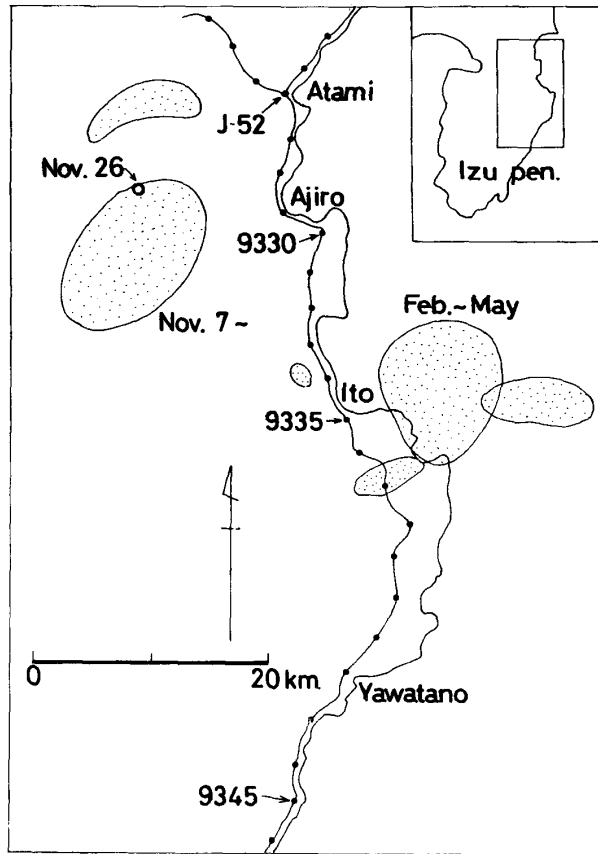 Atami
J-52
Izu pen.
Nov. 26
Ajiro
9330
Feb.~May
Nov. 7~
Ito
9335
0
20 km.
Yawatano
9345